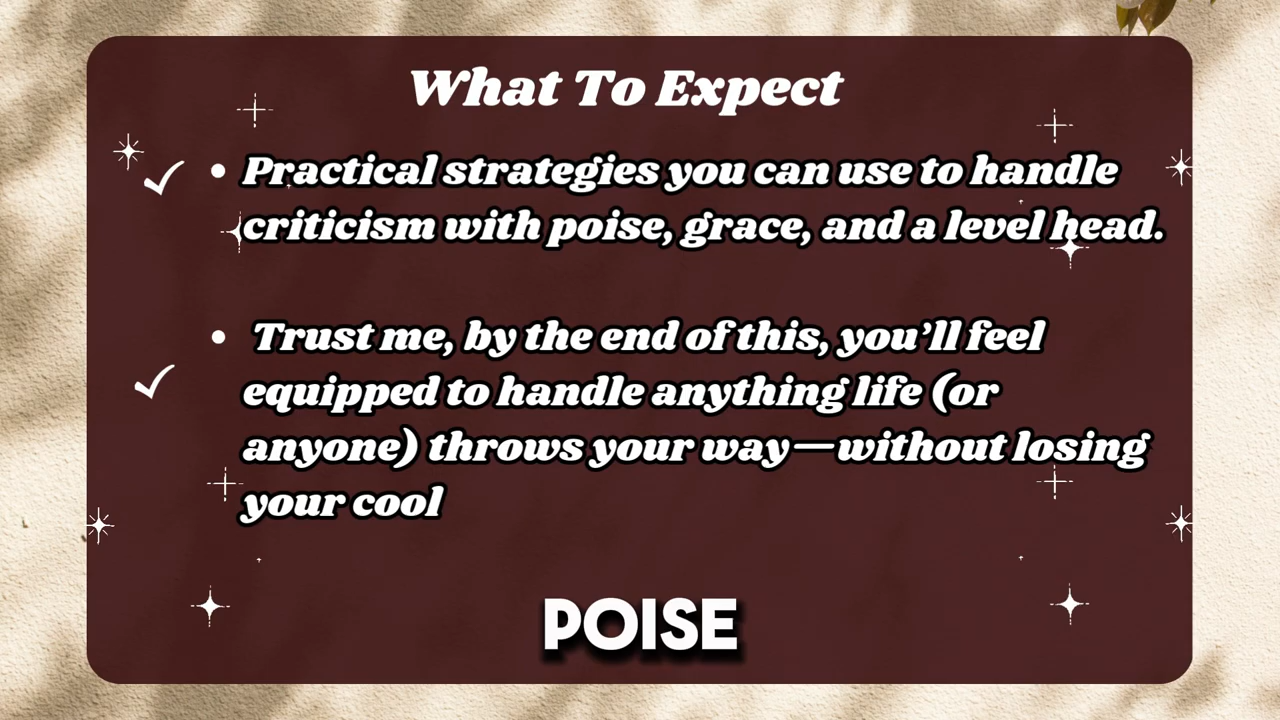 What To Expect
• Practical strategies you can use to handle
criticism with poise, grace, and a level head.
• Trust me, by the end of this, you’ll feel
equipped to handle anything life (or
anyone) throws your way—without losing
your cool
POISE